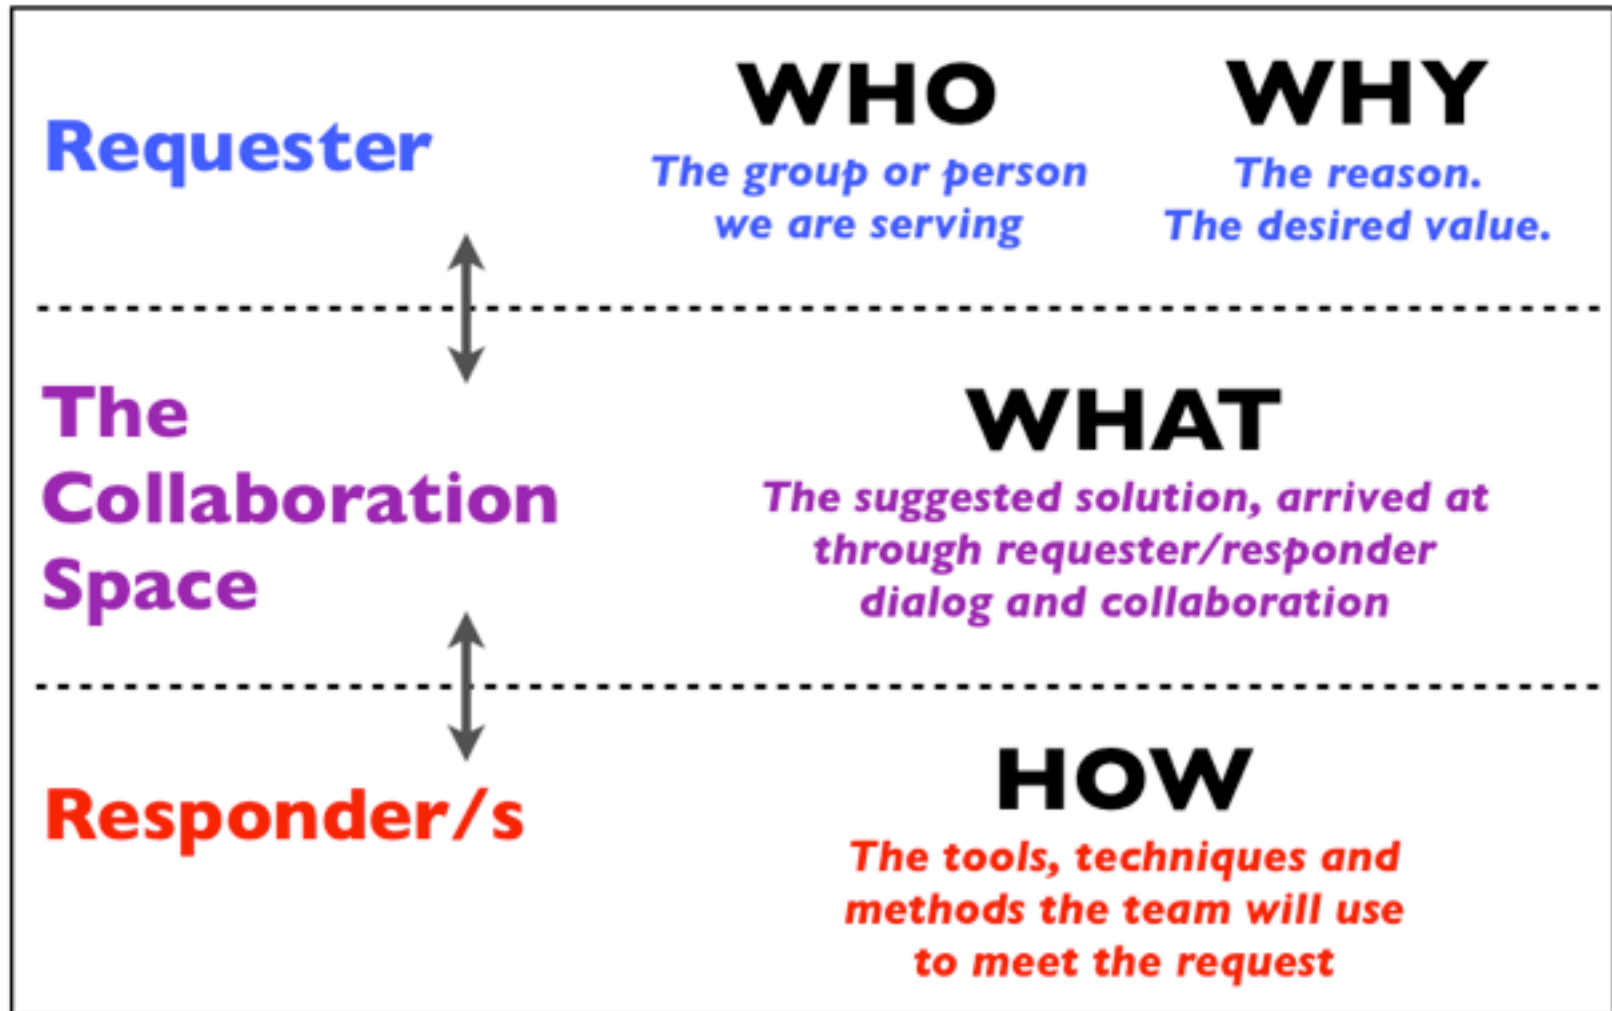 Requester
WHO
The group or person
we are serving
WHY
The reason.
The desired value.
The
Collaboration
Space
WHAT
The suggested solution, arrived at
through requester/responder
dialog and collaboration
Responder/s
HOW
The tools, techniques and
methods the team will use
to meet the request